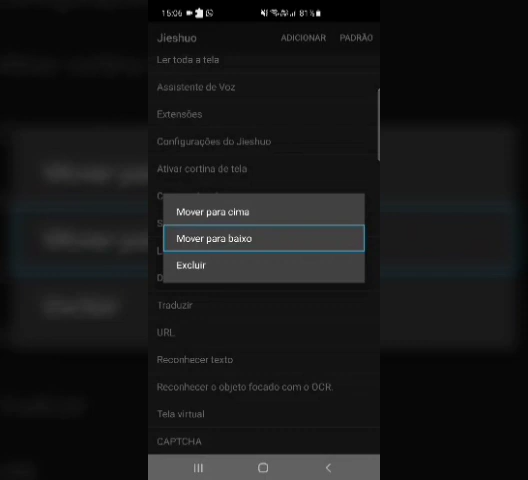 15:06
81%
Jieshuo ADICIONAR PADRÃO
Ler toda a tela
Assistente de Voz
Extensões
Configurações do Jieshuo
Ativar cortina de tela
Mover para cima
Mover para baixo
Excluir
Traduzir
URL
Reconhecer texto
Reconhecer o objeto focado com o OCR.
Tela virtual
CAPTCHA